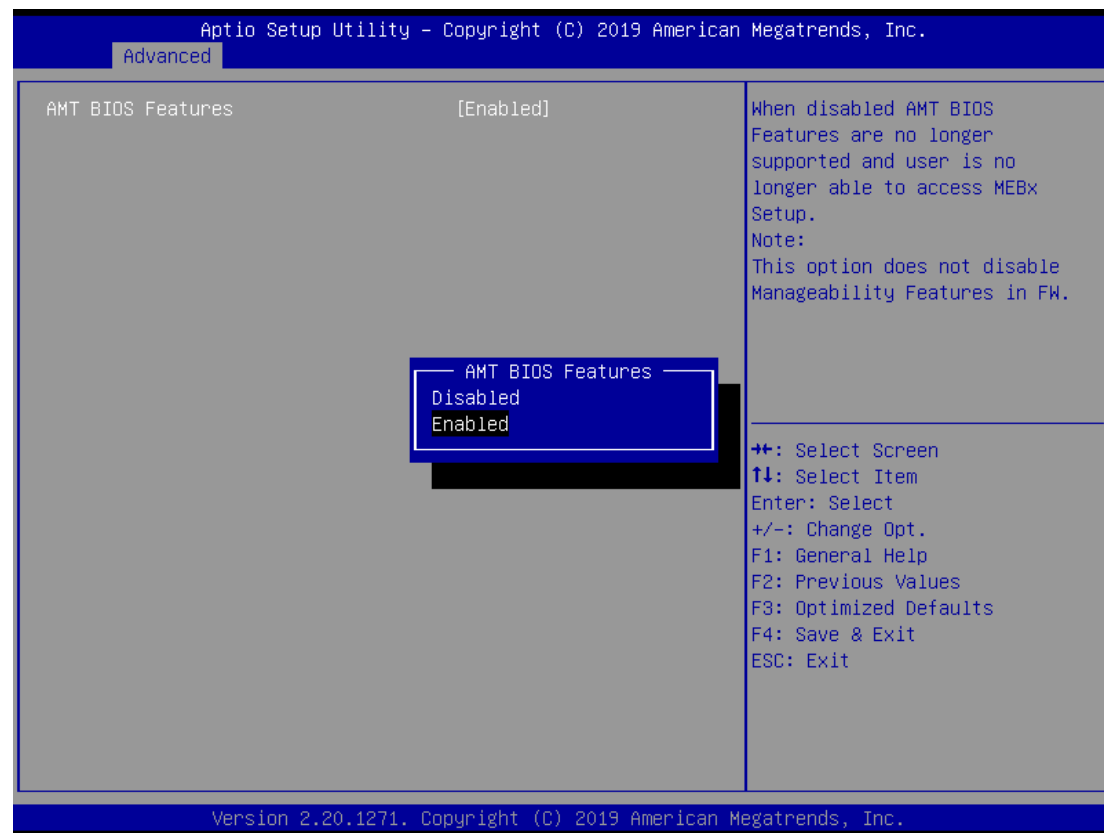 Aptio Setup Utility – Copyright (C) 2019 American Megatrends, Inc.
Advanced
AMT BIOS Features [Enabled]
When disabled AMT BIOS
Features are no longer
supported and user is no
longer able to access MEBx
Setup.
Note:
This option does not disable
Manageability Features in FW.
AMT BIOS Features
Disabled
Enabled
→←: Select Screen
↑↓: Select Item
Enter: Select
+/-: Change Opt.
F1: General Help
F2: Previous Values
F3: Optimized Defaults
F4: Save & Exit
ESC: Exit
Version 2.20.1271. Copyright (C) 2019 American Megatrends, Inc.